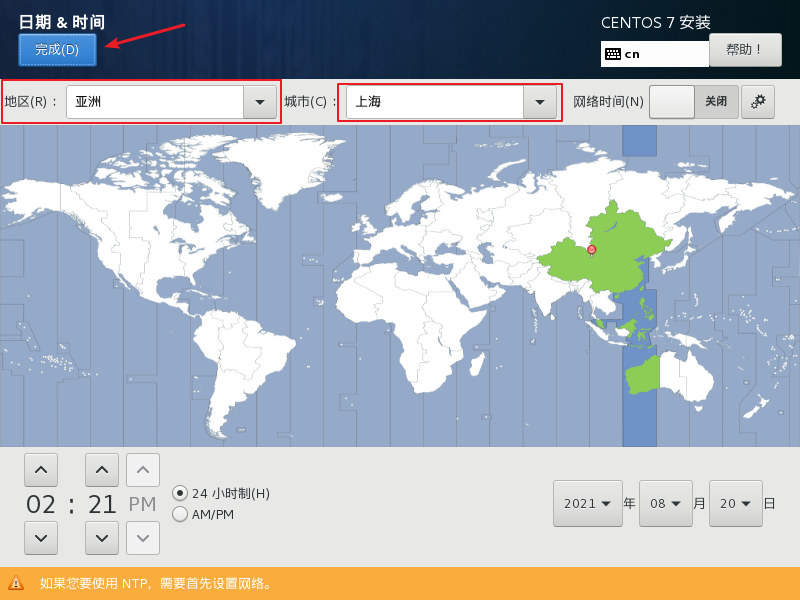 日期 & 时间
CENTOS 7 安装
完成(D)
cn
帮助！
地区(R)： 亚洲 城市(C)： 上海 网络时间(N) 关闭
02 : 21 PM
24 小时制(H)
AM/PM
2021 年 08 月 20 日
如果您要使用 NTP，需要首先设置网络。